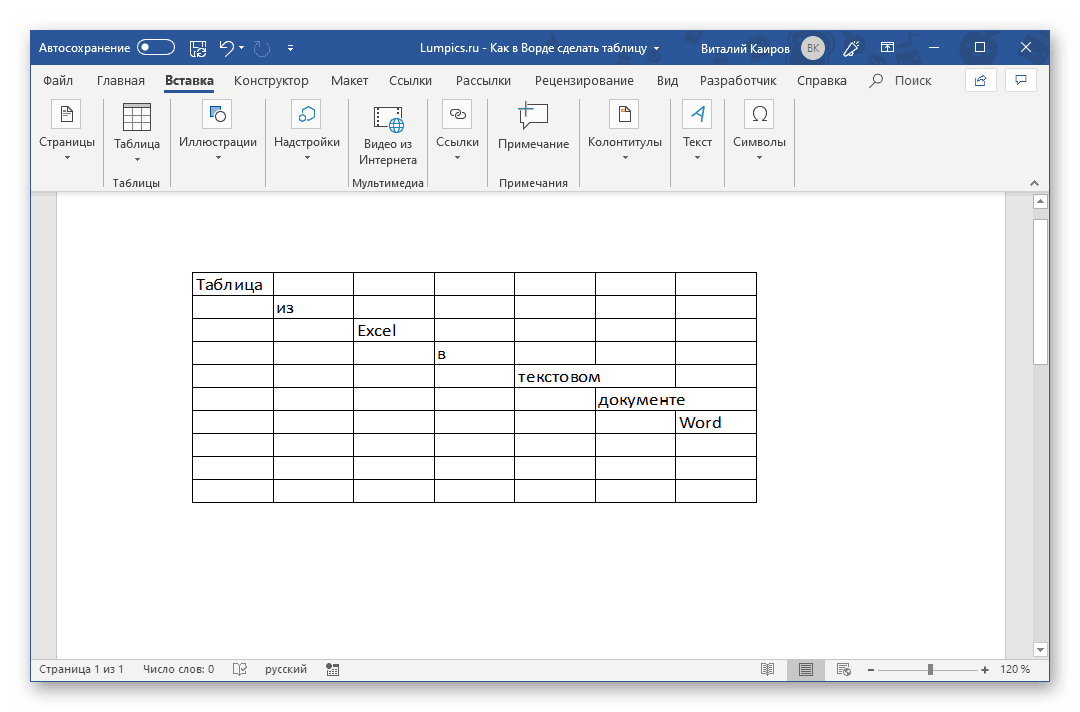 Автосохранение Lumpics.ru - Как в Ворде сделать таблицу Виталий Каиров ВК
Файл Главная Вставка Конструктор Макет Ссылки Рассылки Рецензирование Вид Разработчик Справка Поиск
Страницы Таблица Иллюстрации Надстройки Видео из Интернета Ссылки Примечание Колонтитулы Текст Символы
Таблицы Мультимедиа Примечания
Таблица
из
Excel
в
текстовом
документе
Word
Страница 1 из 1 Число слов: 0 русский 120 %